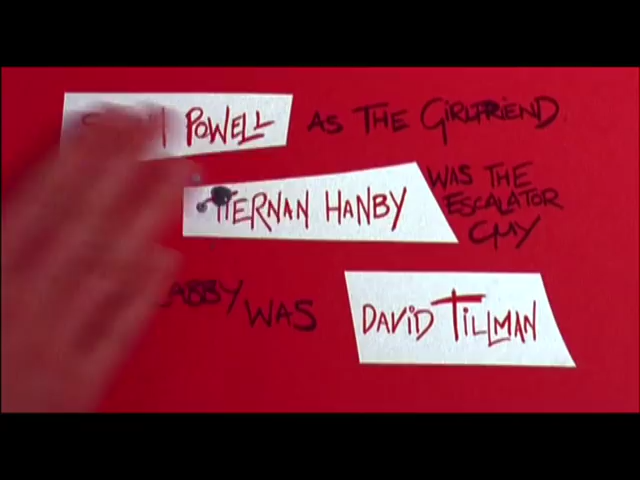 POWELL AS THE GIRLFRIEND
TIERNAN HANBY WAS THE
ESCALATOR
GUY
WAS DAVID TILLMAN